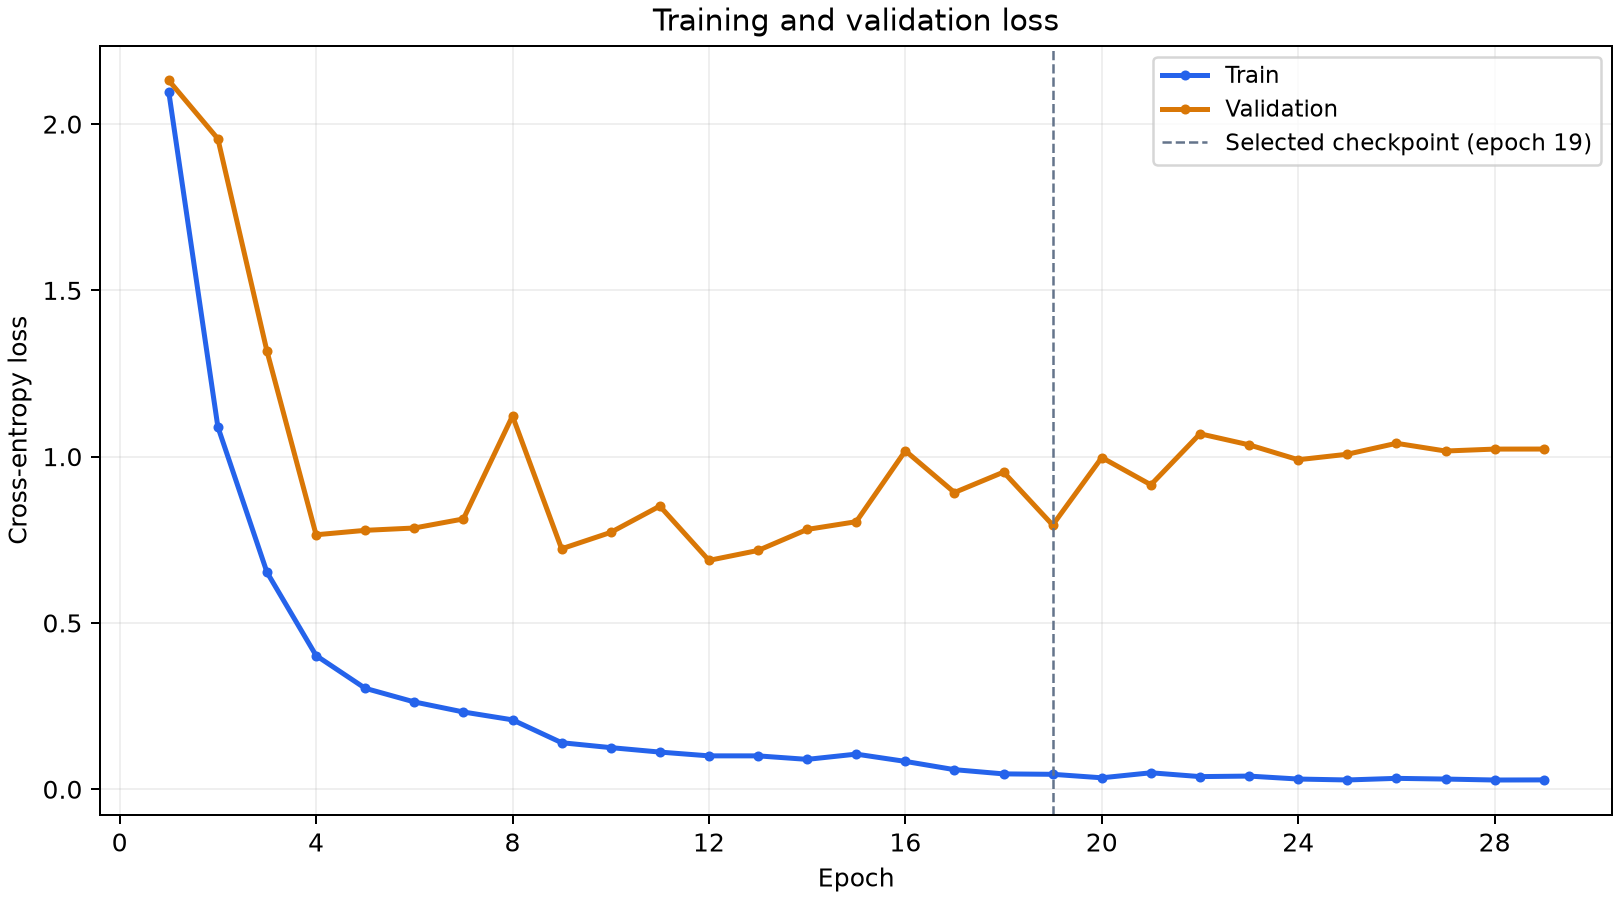 Training and validation loss
Train
Validation
Selected checkpoint (epoch 19)
Cross-entropy loss
2.0
1.5
1.0
0.5
0.0
0 4 8 12 16 20 24 28
Epoch